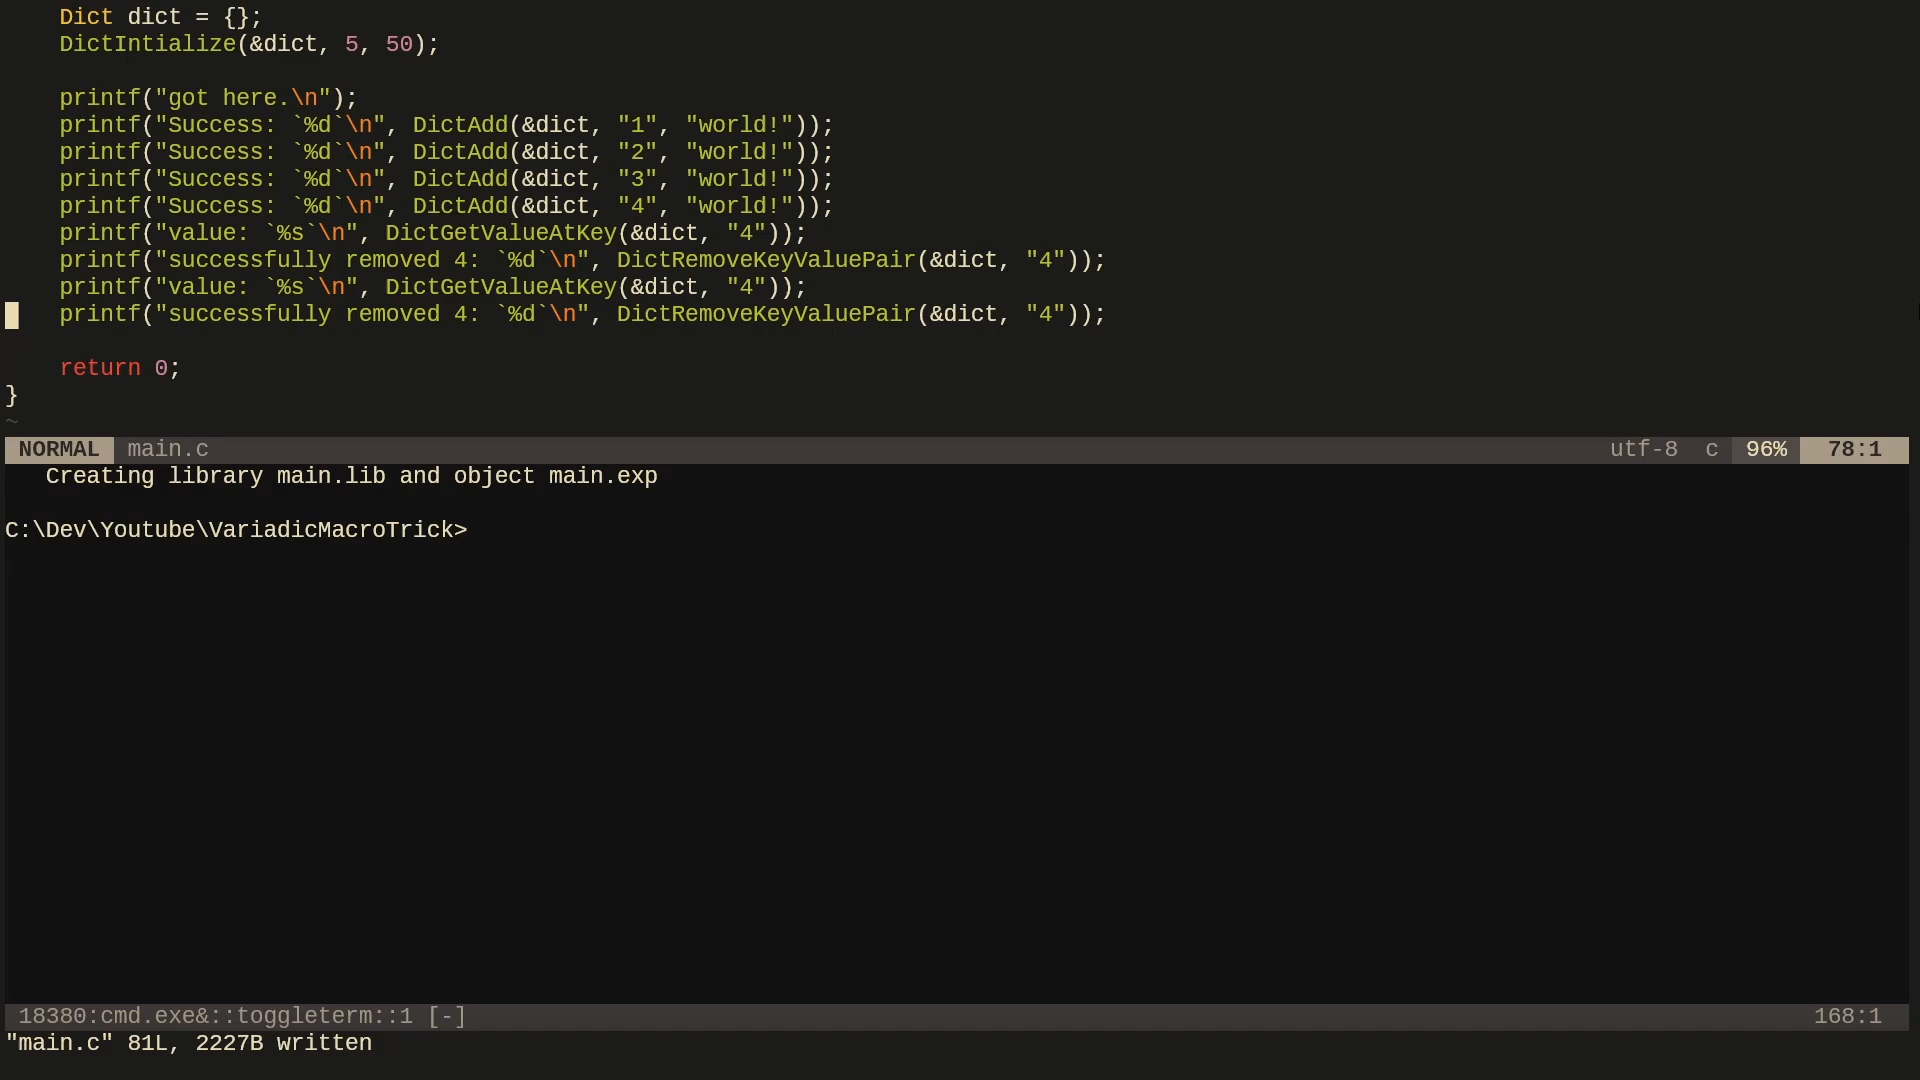 Dict dict = {};
DictIntialize(&dict, 5, 50);
printf("got here.\n");
printf("Success: `%d`\n", DictAdd(&dict, "1", "world!"));
printf("Success: `%d`\n", DictAdd(&dict, "2", "world!"));
printf("Success: `%d`\n", DictAdd(&dict, "3", "world!"));
printf("Success: `%d`\n", DictAdd(&dict, "4", "world!"));
printf("value: `%s`\n", DictGetValueAtKey(&dict, "4"));
printf("successfully removed 4: `%d`\n", DictRemoveKeyValuePair(&dict, "4"));
printf("value: `%s`\n", DictGetValueAtKey(&dict, "4"));
printf("successfully removed 4: `%d`\n", DictRemoveKeyValuePair(&dict, "4"));
return 0;
}
~
NORMAL main.c utf-8 c 96% 78:1
Creating library main.lib and object main.exp
C:\Dev\Youtube\VariadicMacroTrick>
18380:cmd.exe&::toggleterm::1 [-] 168:1
"main.c" 81L, 2227B written